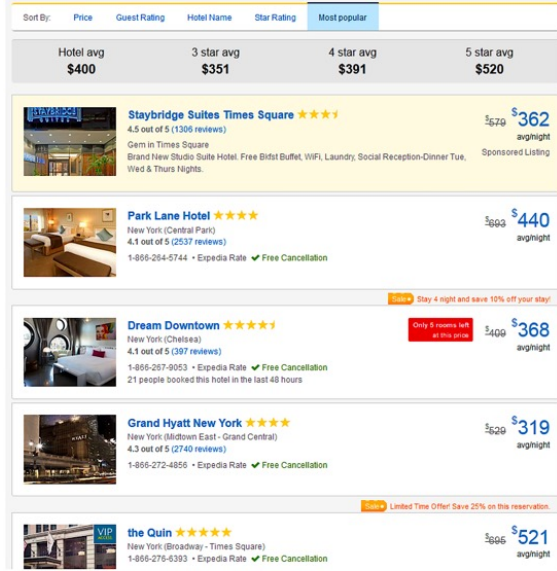 Sort By: Price Guest Rating Hotel Name Star Rating Most popular
Hotel avg 3 star avg 4 star avg 5 star avg
$400 $351 $391 $520
Staybridge Suites Times Square
$579 $362
4.5 out of 5 (1306 reviews)
avg/night
Gem in Times Square
Sponsored Listing
Brand New Studio Suite Hotel. Free Bkfst Buffet, WiFi, Laundry, Social Reception-Dinner Tue,
Wed & Thurs Nights.
Park Lane Hotel
$693 $440
New York (Central Park)
avg/night
4.1 out of 5 (2537 reviews)
1-866-264-5744 • Expedia Rate ✔ Free Cancellation
Sale Stay 4 night and save 10% off your stay!
Dream Downtown
Only 5 rooms left
at this price
$409 $368
New York (Chelsea)
avg/night
4.1 out of 5 (397 reviews)
1-866-267-9053 • Expedia Rate ✔ Free Cancellation
21 people booked this hotel in the last 48 hours
HYATT
Grand Hyatt New York
$529 $319
New York (Midtown East - Grand Central)
avg/night
4.3 out of 5 (2740 reviews)
1-866-272-4856 • Expedia Rate ✔ Free Cancellation
Sale Limited Time Offer! Save 25% on this reservation.
VIP
ACCESS
the Quin
$695 $521
New York (Broadway - Times Square)
avg/night
1-866-276-6393 • Expedia Rate ✔ Free Cancellation